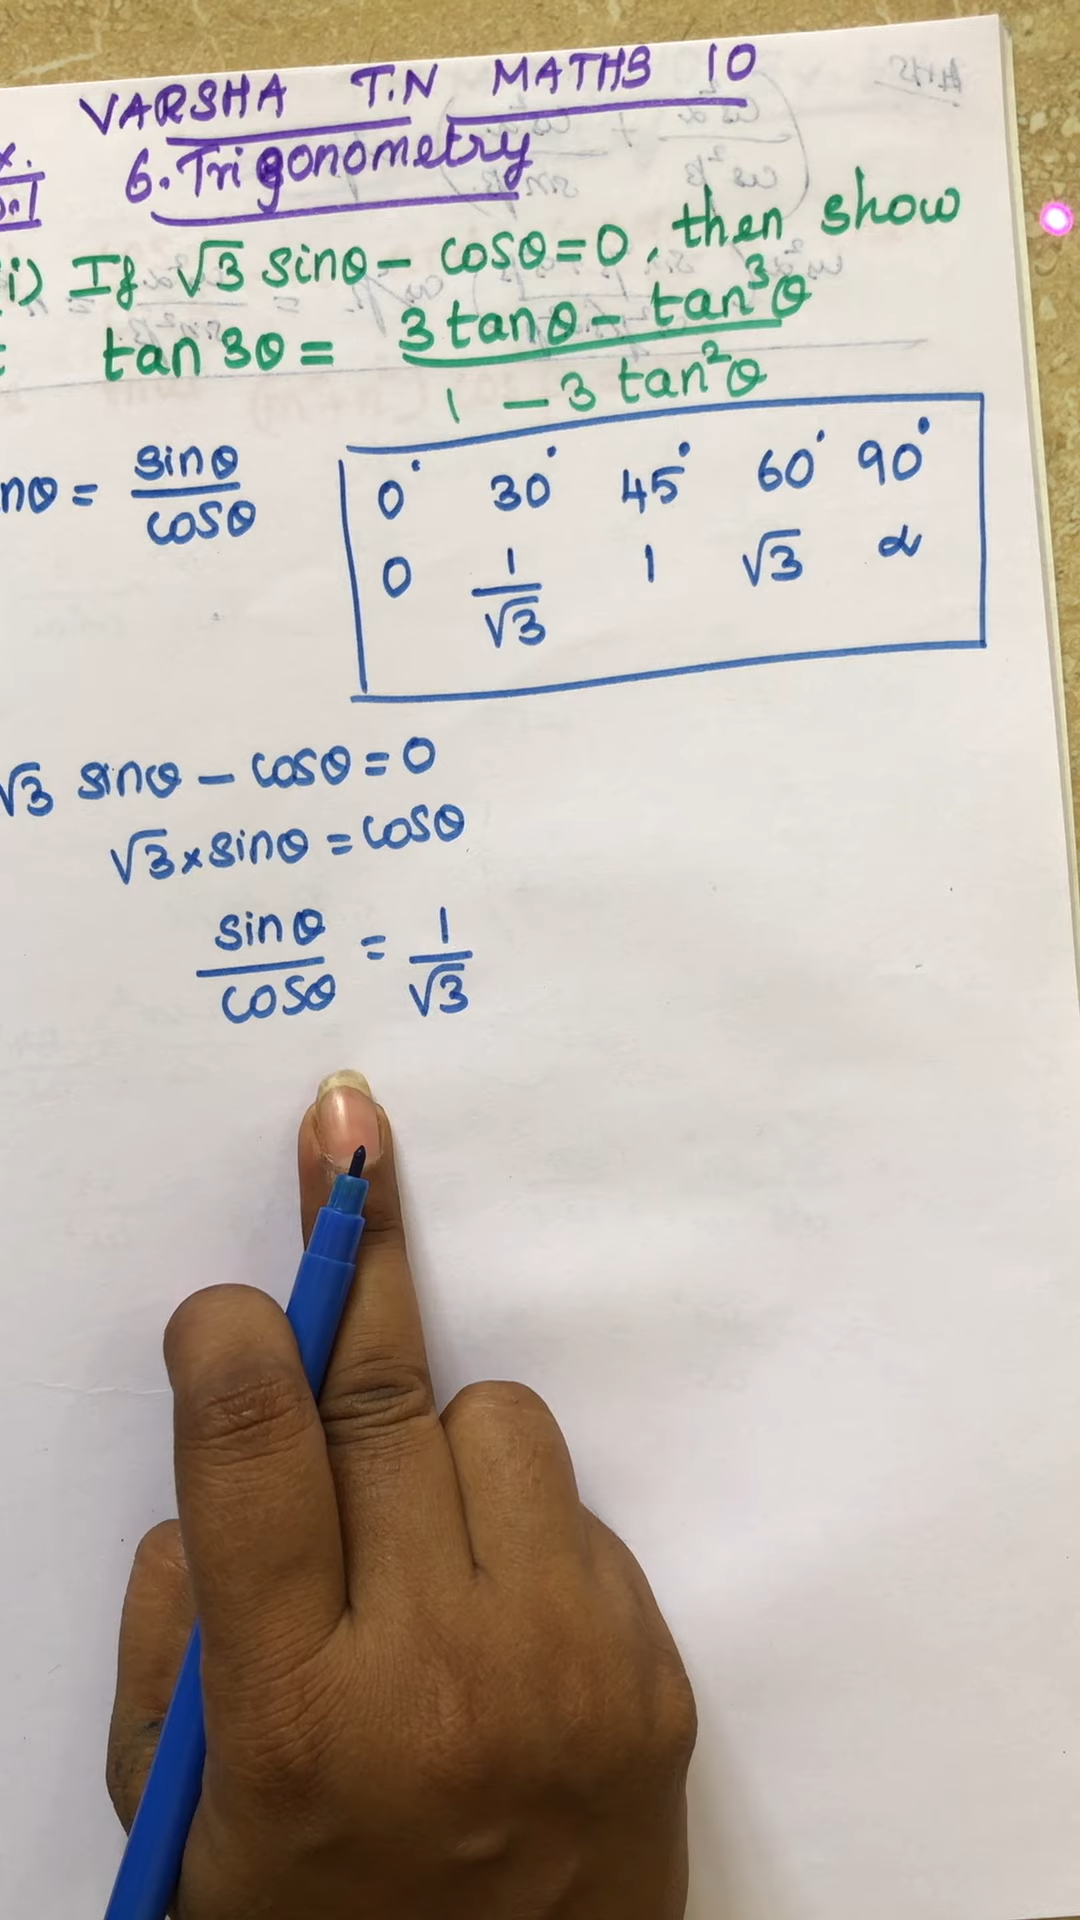 VARSHA T.N MATHS 10
6. Trigonometry
i) If √3 sinθ - cosθ = 0, then show
tan 3θ = (3 tanθ - tan³θ) / (1 - 3 tan²θ)
nθ = sinθ / cosθ
0° 30° 45° 60° 90°
0 1/√3 1 √3 α
√3 sinθ - cosθ = 0
√3 × sinθ = cosθ
sinθ / cosθ = 1/√3